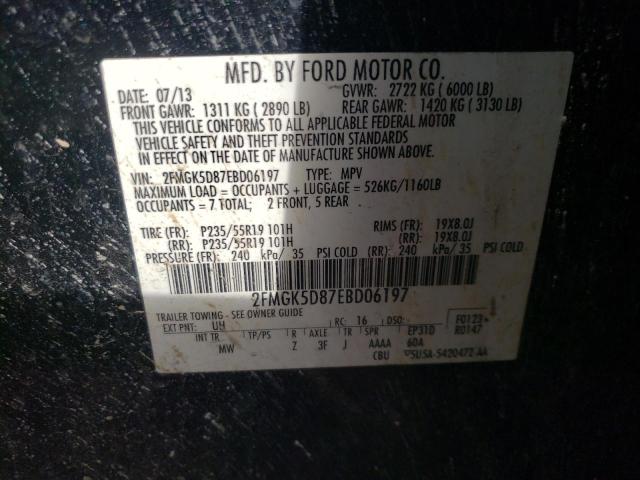 MFD. BY FORD MOTOR CO.
DATE: 07/13 GVWR: 2722 KG ( 6000 LB)
FRONT GAWR: 1311 KG ( 2890 LB) REAR GAWR: 1420 KG ( 3130 LB)
THIS VEHICLE CONFORMS TO ALL APPLICABLE FEDERAL MOTOR
VEHICLE SAFETY AND THEFT PREVENTION STANDARDS
IN EFFECT ON THE DATE OF MANUFACTURE SHOWN ABOVE.
VIN: 2FMGK5D87EBD06197 TYPE: MPV
MAXIMUM LOAD = OCCUPANTS + LUGGAGE = 526KG/1160LB
OCCUPANTS = 7 TOTAL: 2 FRONT, 5 REAR
TIRE (FR): P235/55R19 101H RIMS (FR): 19X8.0J
(RR): P235/55R19 101H (RR): 19X8.0J
PRESSURE (FR): 240 kPa/ 35 PSI COLD (RR): 240 kPa/ 35 PSI COLD
2FMGK5D87EBD06197
TRAILER TOWING - SEE OWNER GUIDE
EXT PNT: UH RC: 16 DSO: F0123
INT TR TP/PS R AXLE TR SPR EP31D R0147
MW Z 3F J AAAA 60A
CBU 5USA-5420472-AA